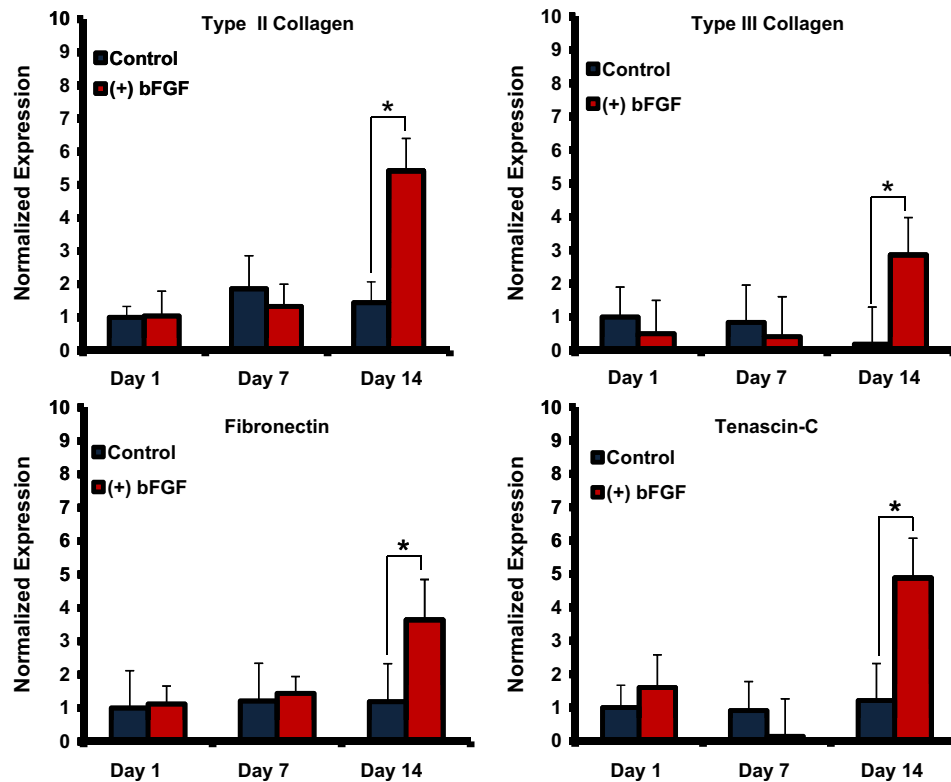 Type II Collagen
Control
(+) bFGF
Normalized Expression
10
9
8
7
6
5
4
3
2
1
0
*
Day 1 Day 7 Day 14
Type III Collagen
Control
(+) bFGF
Normalized Expression
10
9
8
7
6
5
4
3
2
1
0
*
Day 1 Day 7 Day 14
Fibronectin
Control
(+) bFGF
Normalized Expression
10
9
8
7
6
5
4
3
2
1
0
*
Day 1 Day 7 Day 14
Tenascin-C
Control
(+) bFGF
Normalized Expression
10
9
8
7
6
5
4
3
2
1
0
*
Day 1 Day 7 Day 14